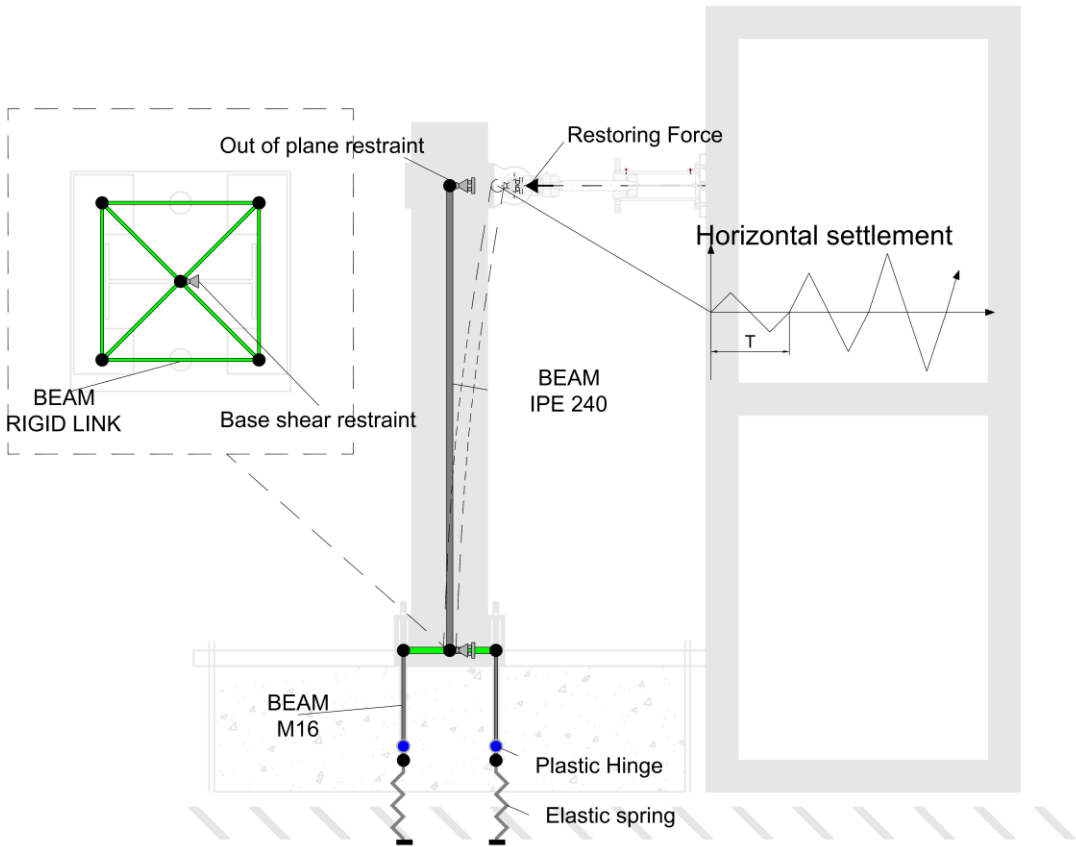 Out of plane restraint
Restoring Force
Horizontal settlement
T
BEAM
RIGID LINK
Base shear restraint
BEAM
IPE 240
BEAM
M16
Plastic Hinge
Elastic spring